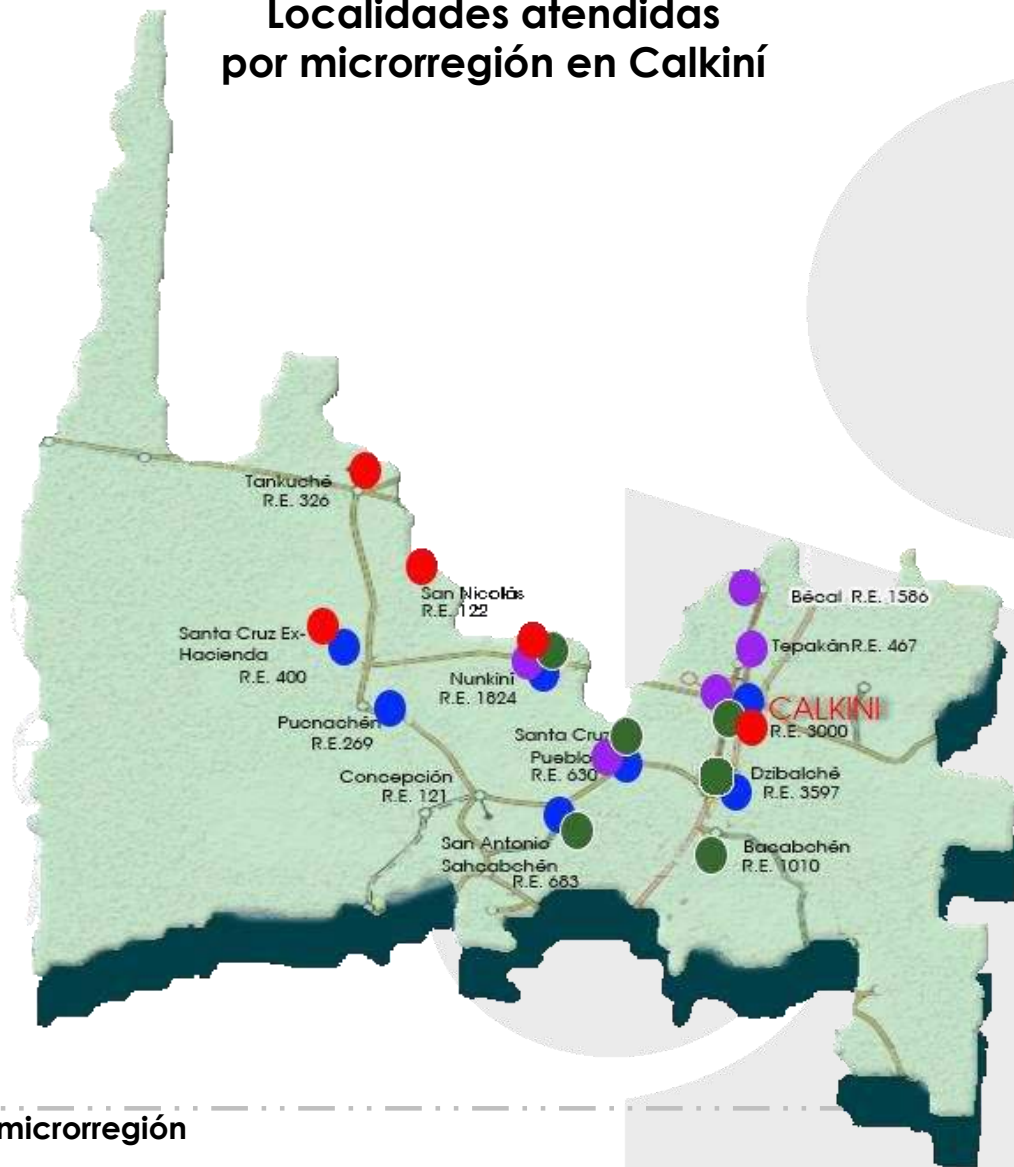 Localidades atendidas
por microrregión en Calkiní
Tankuché
R.E. 326
San Nicolás
R.E. 122
Santa Cruz Ex-
Hacienda
R.E. 400
Nunkiní
R.E. 1824
Pucnachén
R.E.269
Concepción
R.E. 121
Santa Cruz
Pueblo
R.E. 630
San Antonio
Sahcabchén
R.E. 683
Bécal R.E. 1586
Tepakán R.E. 467
CALKINI
R.E. 3000
Dzibalché
R.E. 3597
Bacabchén
R.E. 1010
microrregión